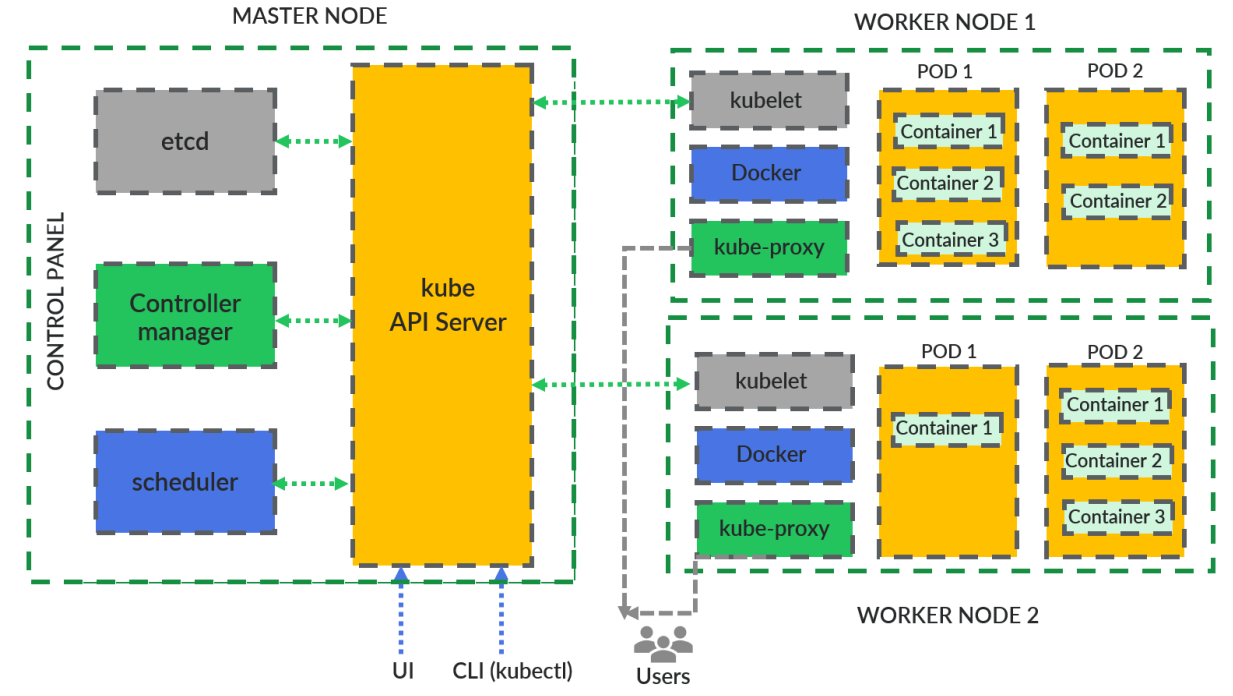 MASTER NODE
CONTROL PANEL
etcd
Controller
manager
scheduler
kube
API Server
UI
CLI (kubectl)
WORKER NODE 1
kubelet
Docker
kube-proxy
POD 1
Container 1
Container 2
Container 3
POD 2
Container 1
Container 2
kubelet
Docker
kube-proxy
POD 1
Container 1
POD 2
Container 1
Container 2
Container 3
WORKER NODE 2
Users